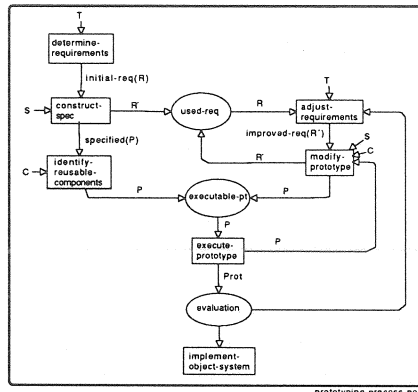 T
determine-
requirements
initial-req(R)
T
S
construct-
spec
R'
used-req
R
adjust-
requirements
specified(P)
improved-req(R')
S
C
identify-
reusable-
components
R'
modify-
prototype
C
P
executable-pt
P
P
execute-
prototype
P
Prot
evaluation
implement-
object-system